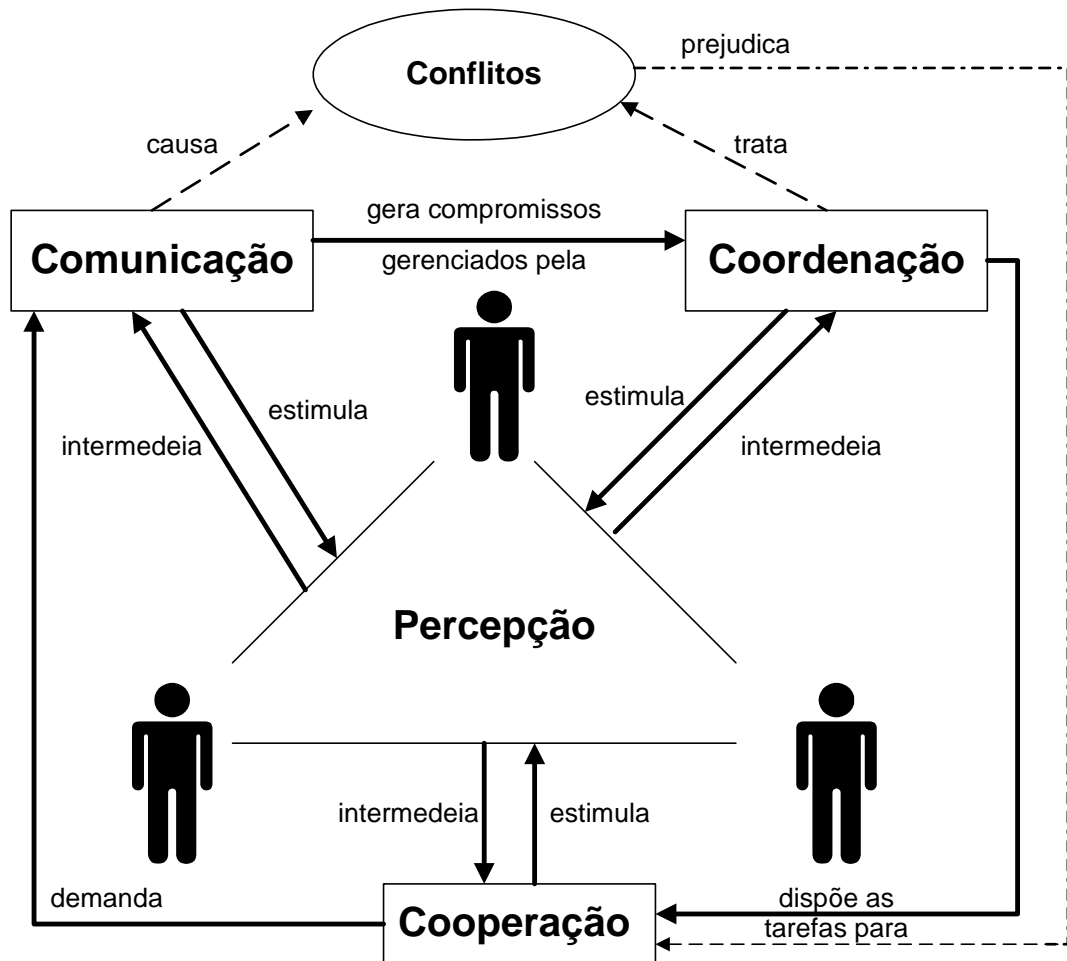 prejudica
Conflitos
causa
trata
gera compromissos
Comunicação
Coordenação
gerenciados pela
estimula
estimula
intermedeia
intermedeia
Percepção
intermedeia
estimula
demanda
dispõe as
Cooperação
tarefas para